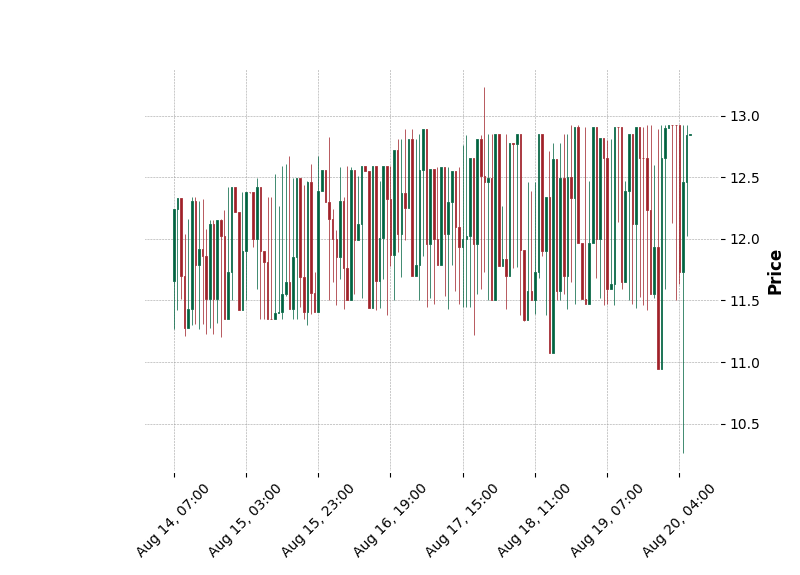 13.0
12.5
12.0
11.5
11.0
10.5
Price
Aug 14, 07:00
Aug 15, 03:00
Aug 15, 23:00
Aug 16, 19:00
Aug 17, 15:00
Aug 18, 11:00
Aug 19, 07:00
Aug 20, 04:00